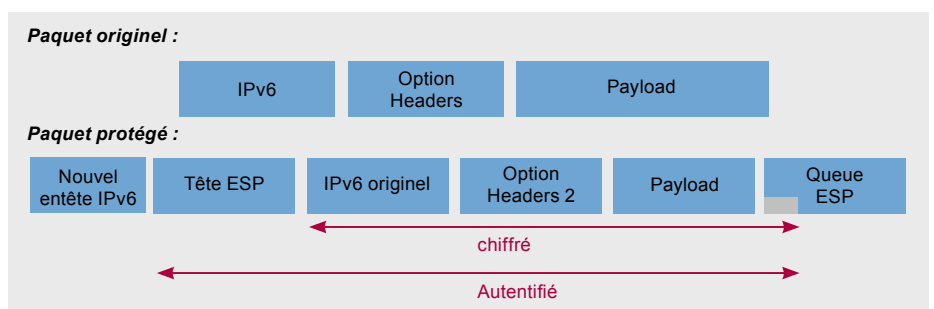 Paquet originel :
IPv6
Option
Headers
Payload
Paquet protégé :
Nouvel
entête IPv6
Tête ESP
IPv6 originel
Option
Headers 2
Payload
Queue
ESP
chiffré
Autentifié